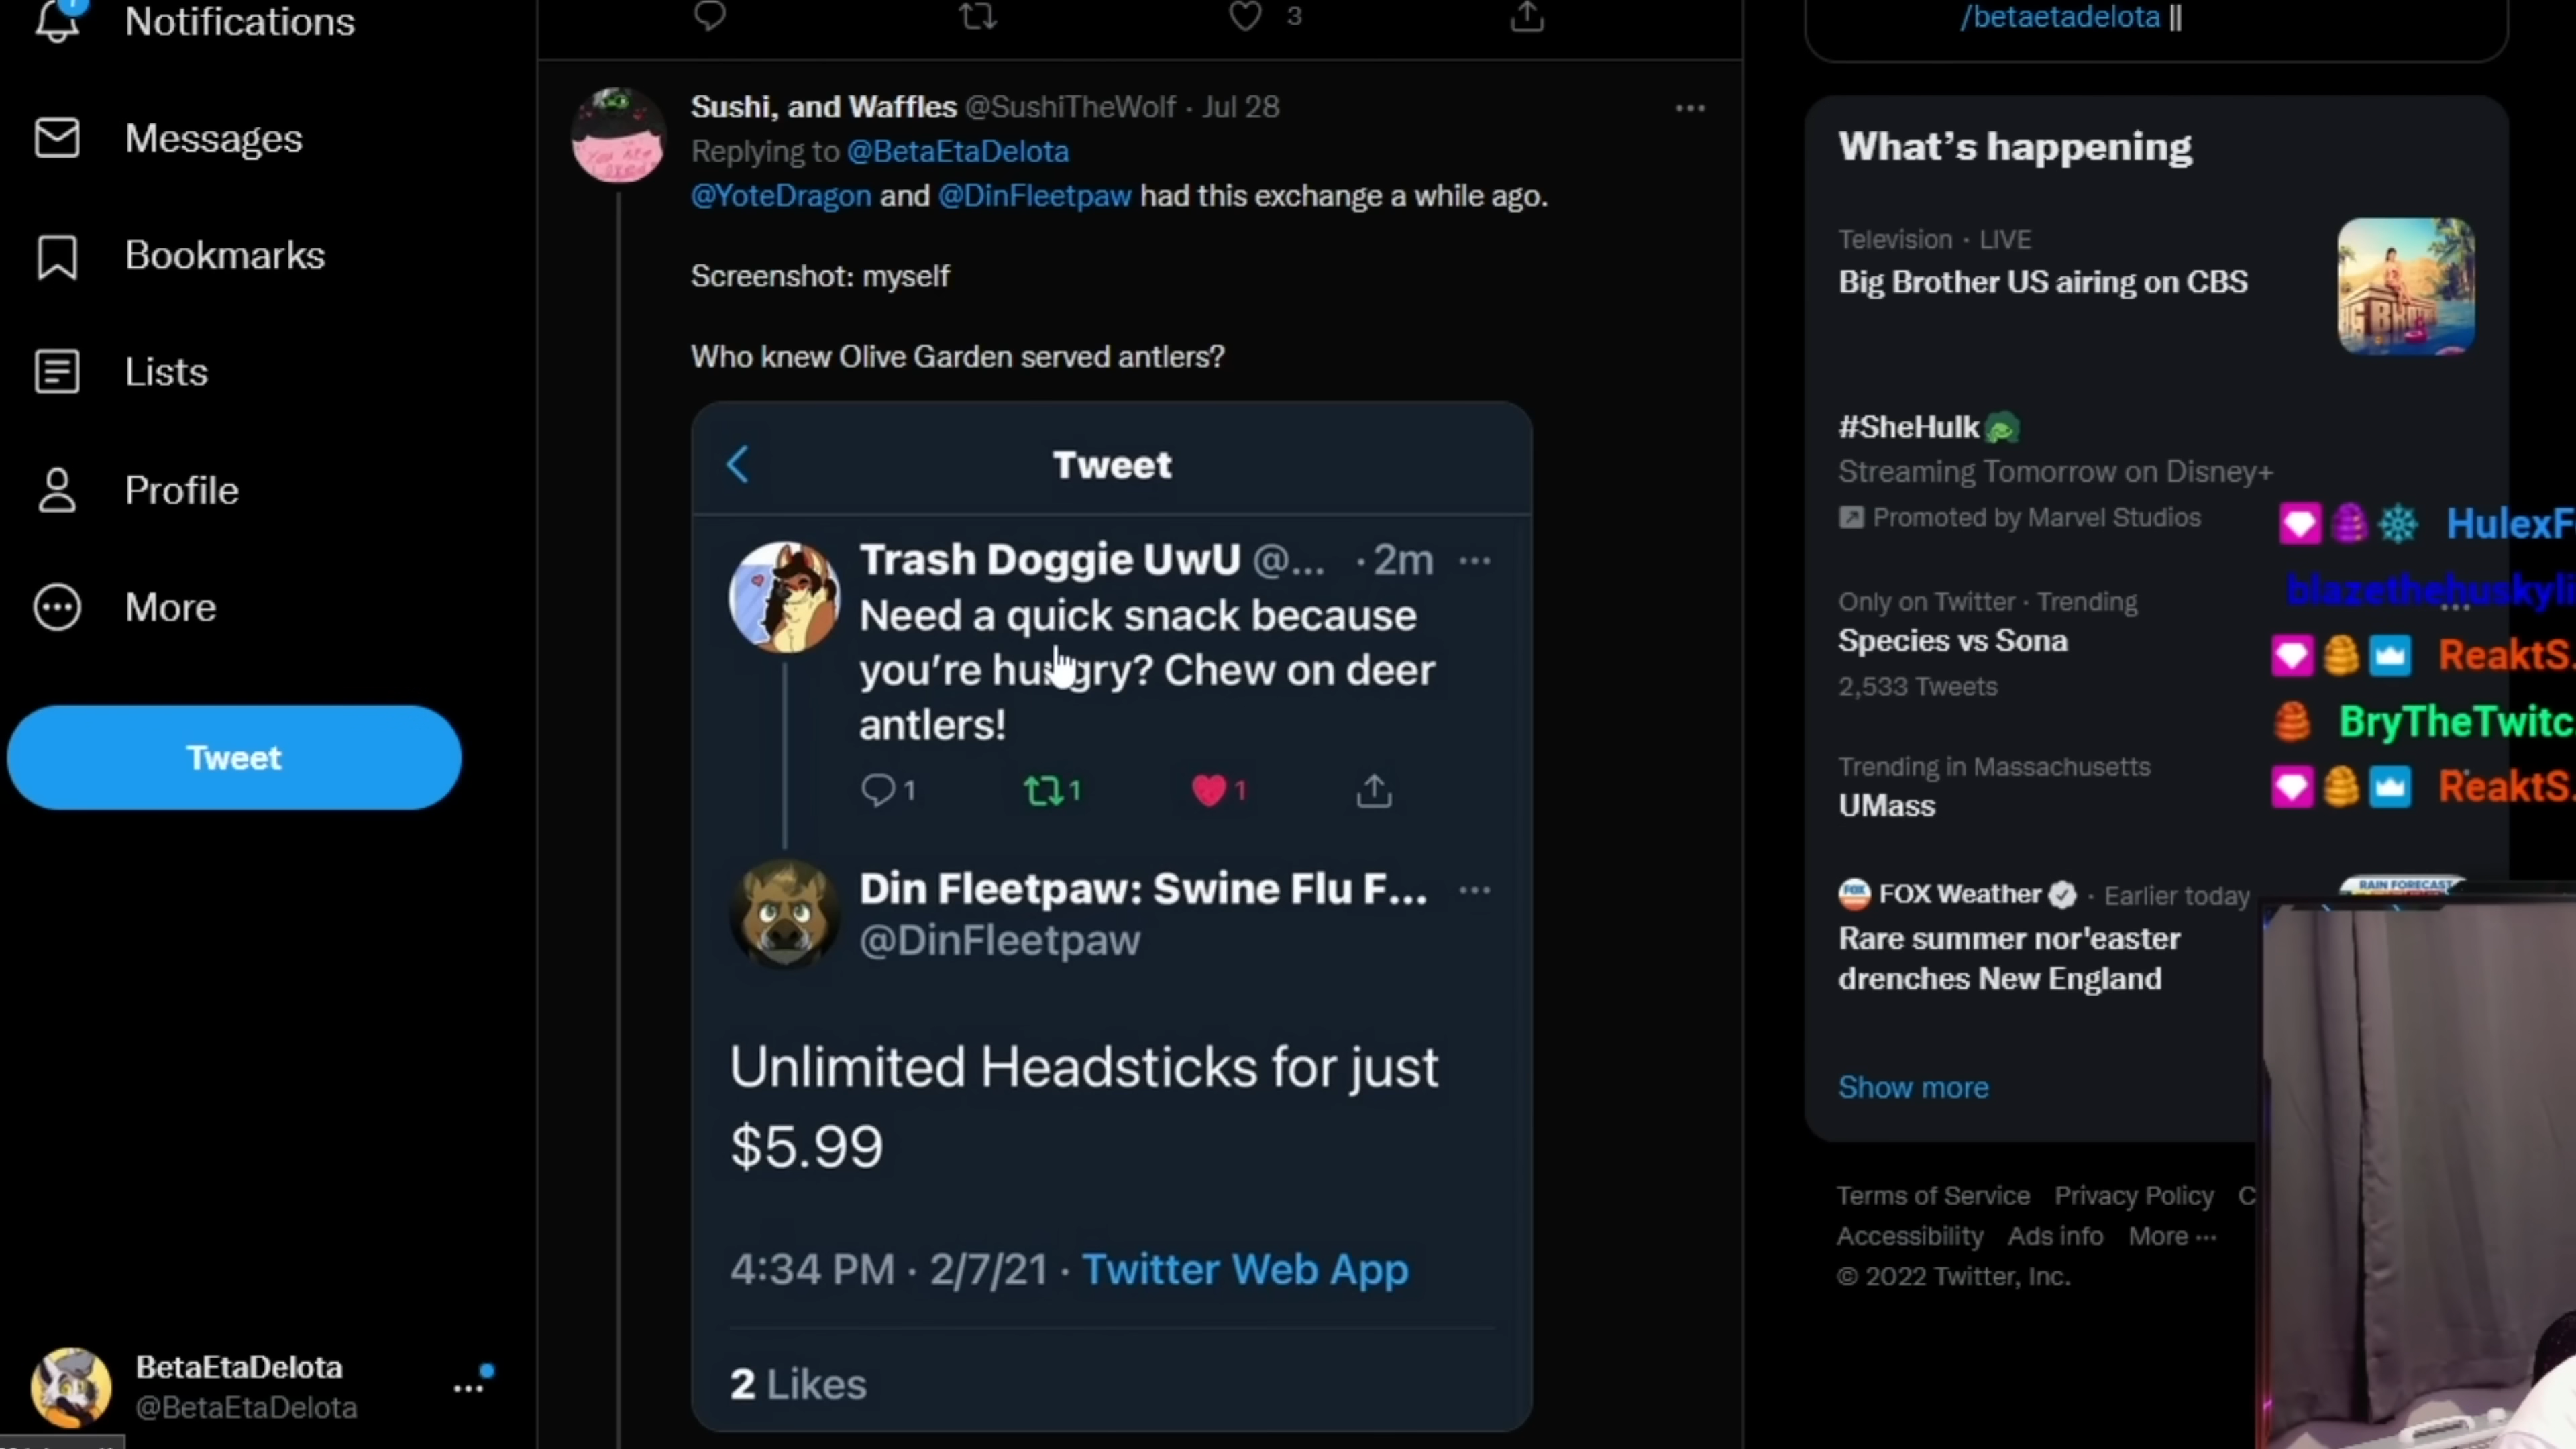 Notifications
Messages
Bookmarks
Lists
Profile
More
Tweet
BetaEtaDelota
@BetaEtaDelota
3
Sushi, and Waffles @SushiTheWolf · Jul 28
Replying to @BetaEtaDelota
@YoteDragon and @DinFleetpaw had this exchange a while ago.
Screenshot: myself
Who knew Olive Garden served antlers?
Tweet
Trash Doggie UwU @... · 2m
Need a quick snack because
you're hungry? Chew on deer
antlers!
1 1 1
Din Fleetpaw: Swine Flu F...
@DinFleetpaw
Unlimited Headsticks for just
$5.99
4:34 PM · 2/7/21 · Twitter Web App
2 Likes
/betaetadelota ||
What's happening
Television · LIVE
Big Brother US airing on CBS
#SheHulk
Streaming Tomorrow on Disney+
Promoted by Marvel Studios
Only on Twitter · Trending
Species vs Sona
2,533 Tweets
Trending in Massachusetts
UMass
FOX Weather · Earlier today
Rare summer nor'easter
drenches New England
RAIN FORECAST
Show more
Terms of Service Privacy Policy C
Accessibility Ads info More ···
© 2022 Twitter, Inc.
HulexF
blazethehuskyli
ReaktS.
BryTheTwitc
ReaktS.